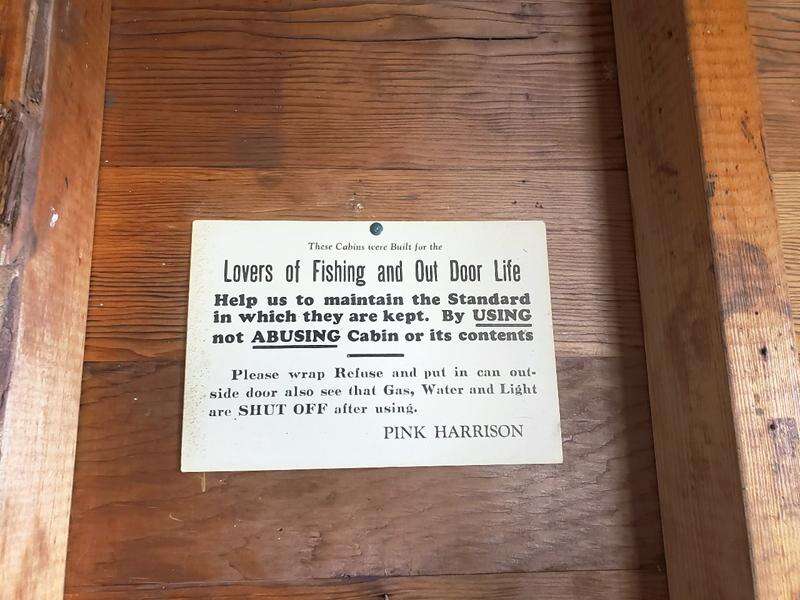 These Cabins were Built for the
Lovers of Fishing and Out Door Life
Help us to maintain the Standard
in which they are kept. By USING
not ABUSING Cabin or its contents
Please wrap Refuse and put in can out-
side door also see that Gas, Water and Light
are SHUT OFF after using.
PINK HARRISON